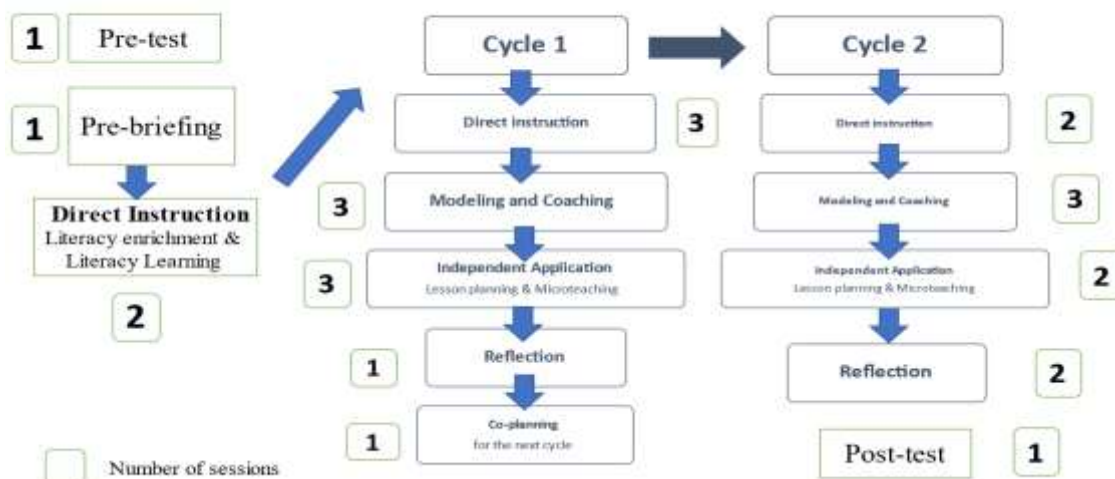 1 Pre-test
1 Pre-briefing
Direct Instruction
Literacy enrichment &
Literacy Learning
2
Cycle 1
Direct instruction 3
3 Modeling and Coaching
3 Independent Application
Lesson planning & Microteaching
1 Reflection
1 Co-planning
for the next cycle
Cycle 2
Direct instruction 2
Modeling and Coaching 3
Independent Application 2
Lesson planning & Microteaching
Reflection 2
Post-test 1
Number of sessions